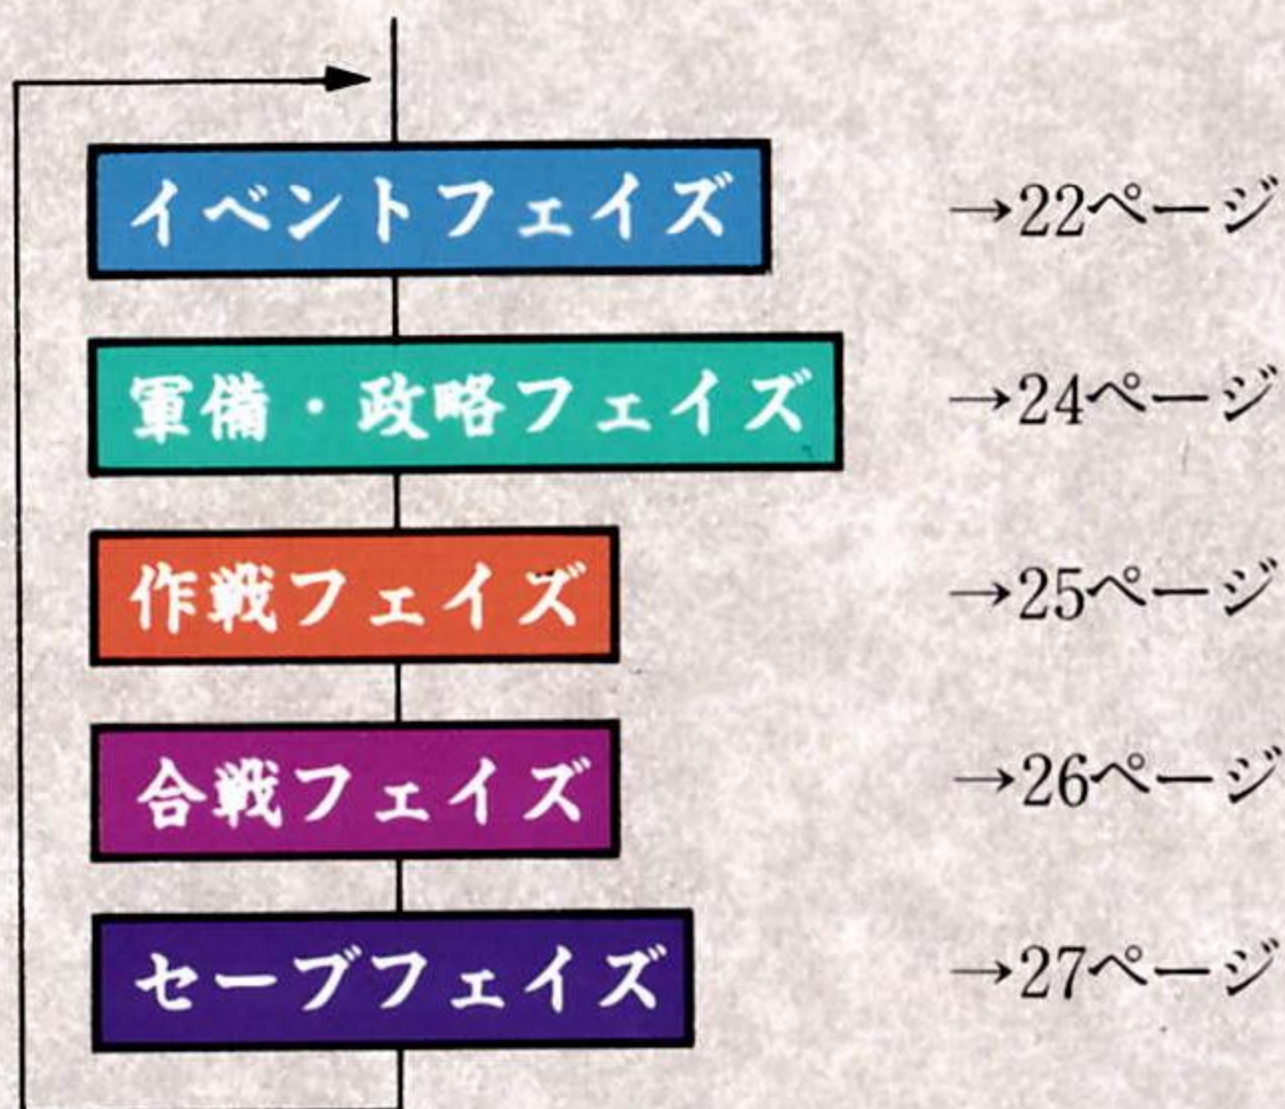 イベントフェイズ →22ページ
軍備・政略フェイズ →24ページ
作戦フェイズ →25ページ
合戦フェイズ →26ページ
セーブフェイズ →27ページ